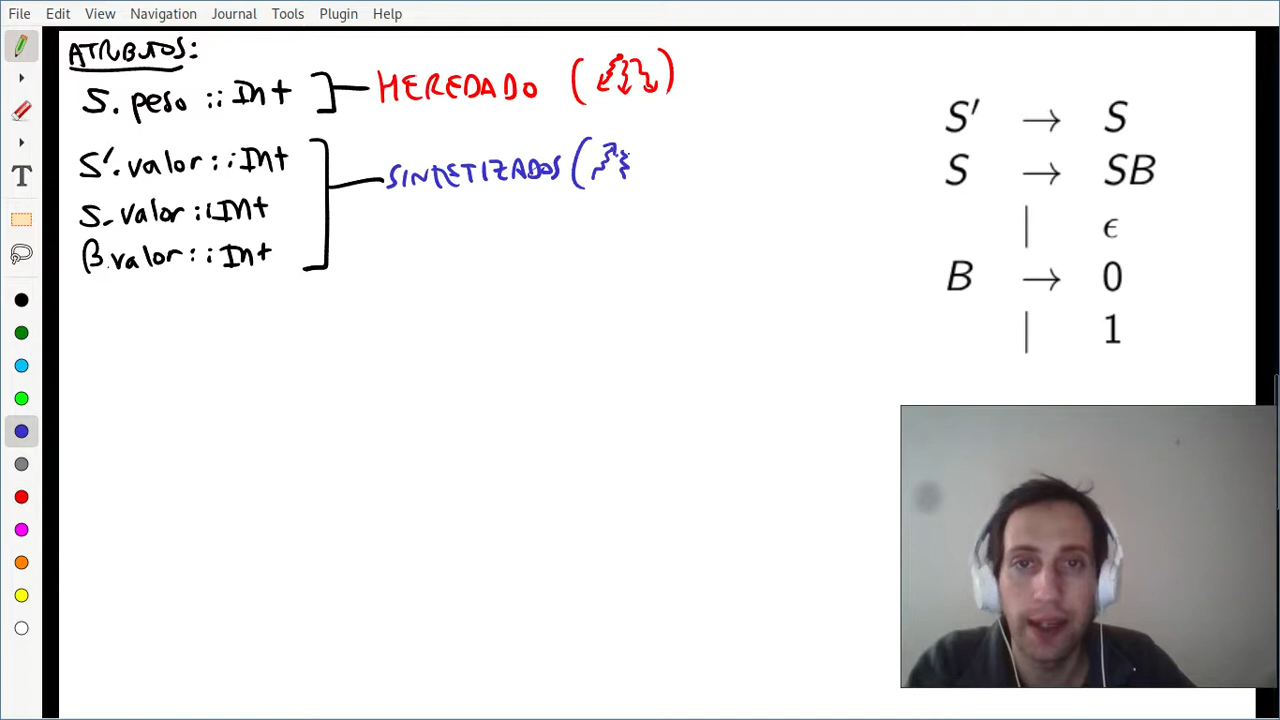 File Edit View Navigation Journal Tools Plugin Help
ATRIBUTOS:
S.peso :: Int
HEREDADO ( )
S'.valor :: Int
SINTETIZADOS (
S.valor :: Int
B.valor :: Int
S' → S
S → SB
| ϵ
B → 0
| 1
T